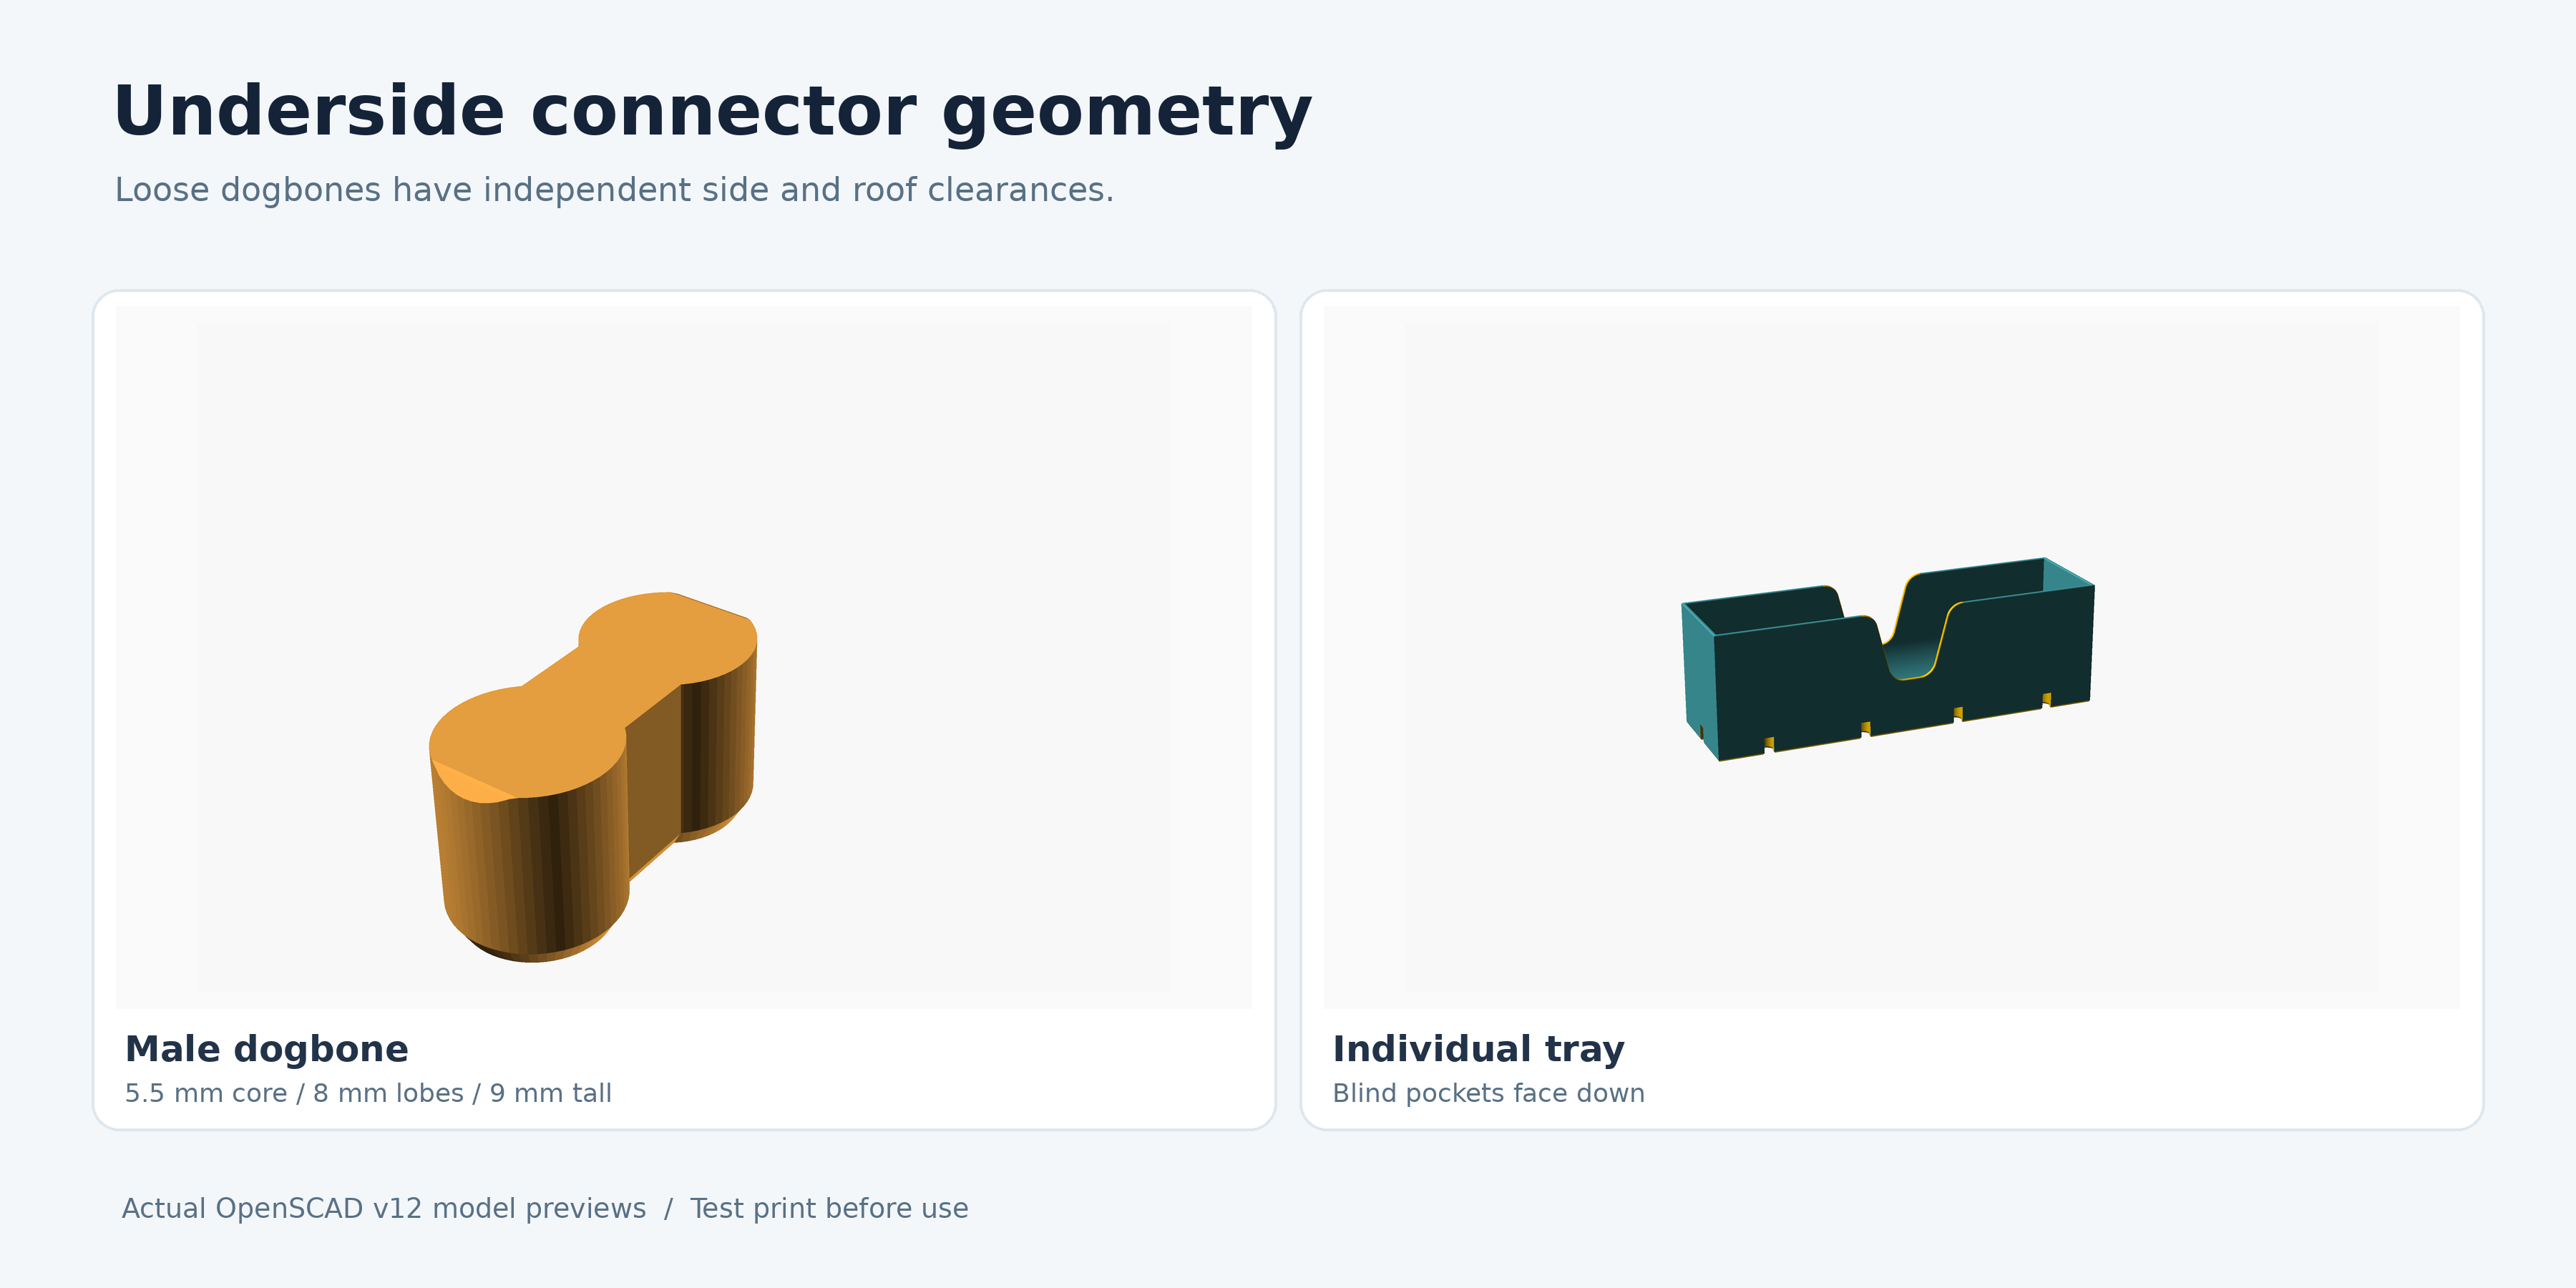 Underside connector geometry
Loose dogbones have independent side and roof clearances.
Male dogbone
5.5 mm core / 8 mm lobes / 9 mm tall
Individual tray
Blind pockets face down
Actual OpenSCAD v12 model previews / Test print before use